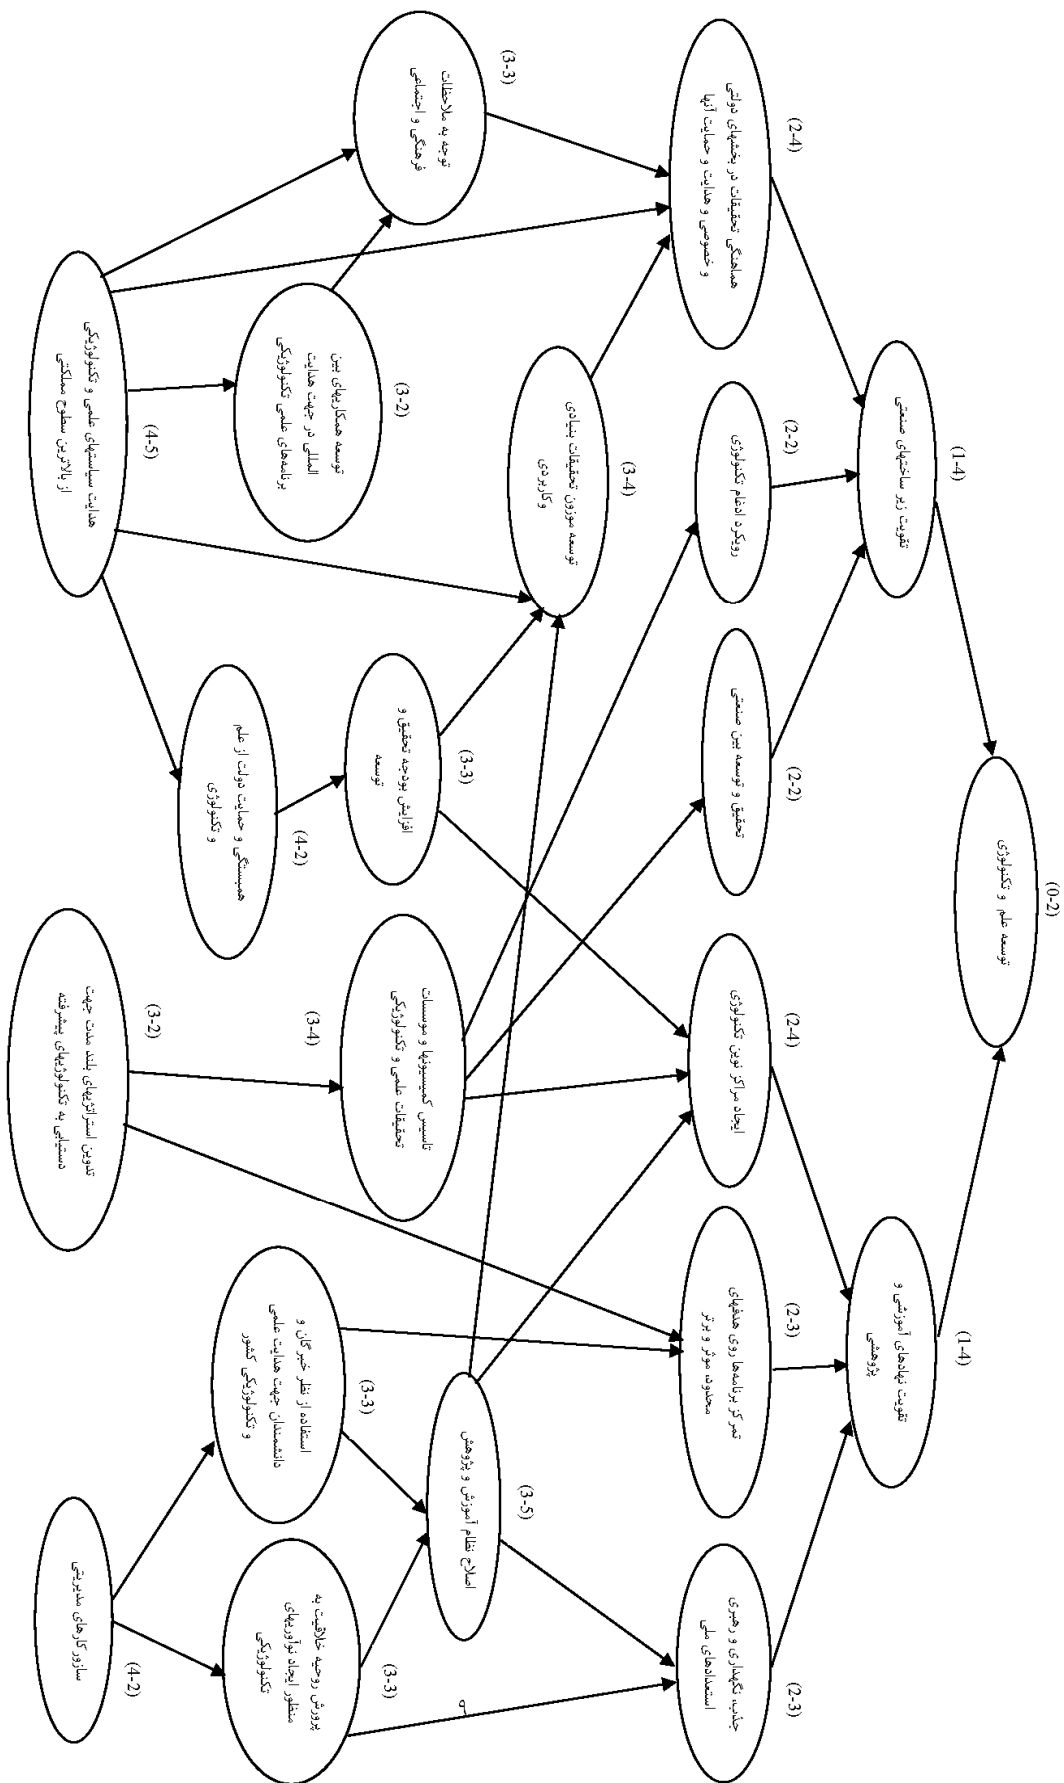 (0-2)
توسعه علم و تکنولوژی
(1-4)
تقویت زیر ساختهای صنعتی
(1-4)
تقویت نهادهای آموزشی و
پژوهشی
(2-4)
هماهنگی تحقیقات در بخشهای دولتی
و خصوصی و هدایت و حمایت آنها
(2-2)
رویکرد ادغام تکنولوژی
(2-2)
تحقیق و توسعه بین صنعتی
(2-4)
ایجاد مراکز نوین تکنولوژی
(2-3)
تمرکز برنامه‌ها روی هدفهای
محدود، موثر و برتر
(2-3)
جذب، نگهداری و رهبری
استعدادهای ملی
(3-3)
توجه به ملاحظات
فرهنگی و اجتماعی
(3-4)
توسعه موزون تحقیقات بنیادی
وکاربردی
(3-5)
اصلاح نظام آموزش و پژوهش
(3-2)
توسعه همکاریهای بین
المللی در جهت هدایت
برنامه‌های علمی تکنولوژیکی
(3-3)
افزایش بودجه تحقیق و
توسعه
(3-4)
تاسیس کمیسیونها و موسسات
تحقیقات علمی و تکنولوژیکی
(3-3)
استفاده از نظر خبرگان و
دانشمندان جهت هدایت علمی
و تکنولوژیکی کشور
(3-3)
پرورش روحیه خلاقیت به
منظور ایجاد نوآوریهای
تکنولوژیکی
(4-5)
هدایت سیاستهای علمی و تکنولوژیکی
از بالاترین سطوح مملکتی
(4-2)
همبستگی و حمایت دولت از علم
و تکنولوژی
(3-2)
تدوین استراتژیهای بلند مدت جهت
دستیابی به تکنولوژیهای پیشرفته
(4-2)
سازور کارهای مدیریتی